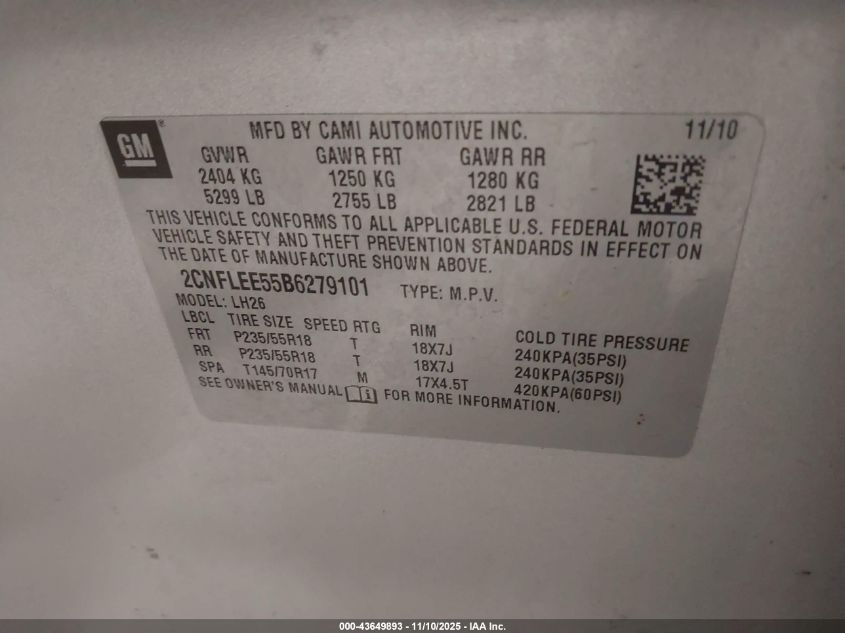 GM ®
MFD BY CAMI AUTOMOTIVE INC. 11/10
GVWR GAWR FRT GAWR RR
2404 KG 1250 KG 1280 KG
5299 LB 2755 LB 2821 LB
THIS VEHICLE CONFORMS TO ALL APPLICABLE U.S. FEDERAL MOTOR
VEHICLE SAFETY AND THEFT PREVENTION STANDARDS IN EFFECT ON
THE DATE OF MANUFACTURE SHOWN ABOVE.
2CNFLEE55B6279101 TYPE: M.P.V.
MODEL: LH26
LBCL TIRE SIZE SPEED RTG RIM COLD TIRE PRESSURE
FRT P235/55R18 T 18X7J 240KPA(35PSI)
RR P235/55R18 T 18X7J 240KPA(35PSI)
SPA T145/70R17 M 17X4.5T 420KPA(60PSI)
SEE OWNER'S MANUAL FOR MORE INFORMATION.
000-43649893 - 11/10/2025 - IAA Inc.